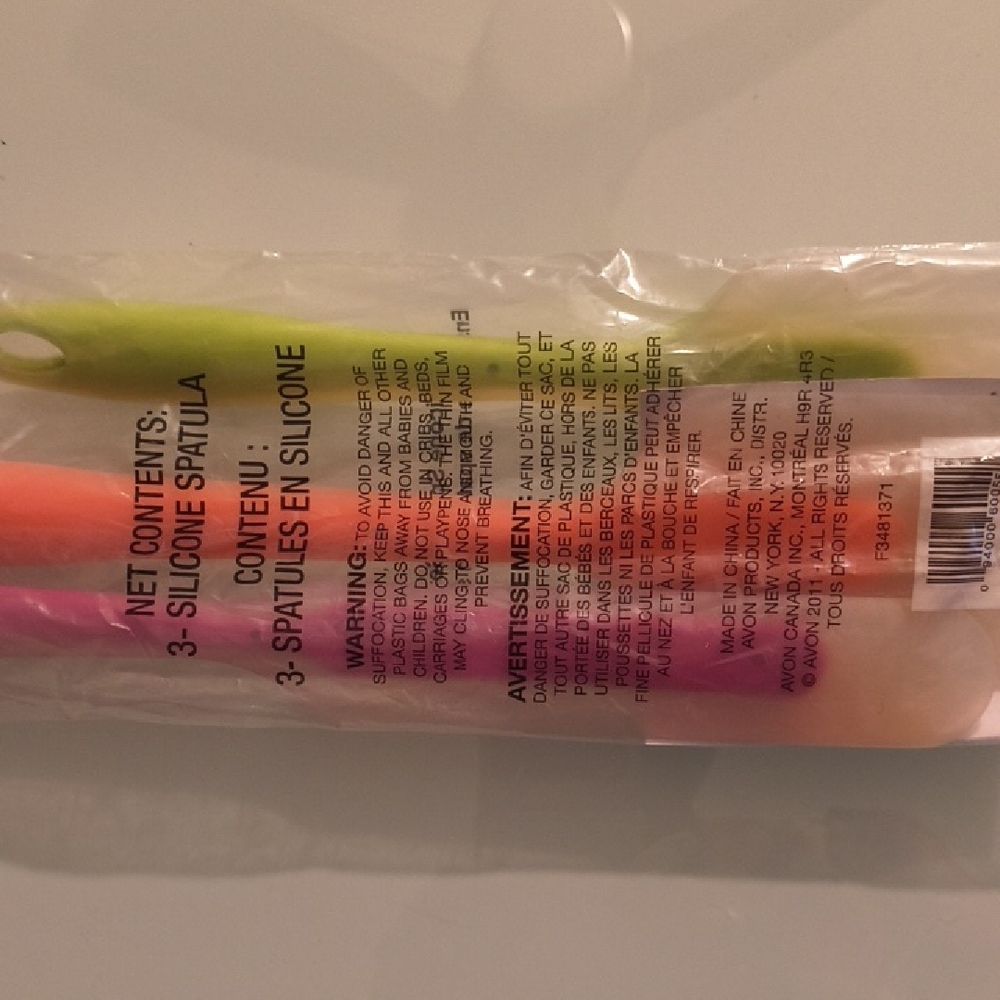 NET CONTENTS:
3- SILICONE SPATULA
CONTENU :
3- SPATULES EN SILICONE
WARNING: TO AVOID DANGER OF
SUFFOCATION, KEEP THIS AND ALL OTHER
PLASTIC BAGS AWAY FROM BABIES AND
CHILDREN. DO NOT USE IN CRIBS, BEDS,
CARRIAGES OR PLAYPENS. THE THIN FILM
MAY CLING TO NOSE AND MOUTH AND
PREVENT BREATHING.
AVERTISSEMENT: AFIN D'ÉVITER TOUT
DANGER DE SUFFOCATION, GARDER CE SAC, ET
TOUT AUTRE SAC DE PLASTIQUE, HORS DE LA
PORTÉE DES BÉBÉS ET DES ENFANTS. NE PAS
UTILISER DANS LES BERCEAUX, LES LITS, LES
POUSSETTES NI LES PARCS D'ENFANTS. LA
FINE PELLICULE DE PLASTIQUE PEUT ADHÉRER
AU NEZ ET À LA BOUCHE ET EMPÊCHER
L'ENFANT DE RESPIRER.
MADE IN CHINA / FAIT EN CHINE
AVON PRODUCTS, INC., DISTR.
NEW YORK, N.Y. 10020
AVON CANADA INC., MONTRÉAL H9R 4R3
© AVON 2011 ALL RIGHTS RESERVED /
TOUS DROITS RÉSERVÉS.
F3481371